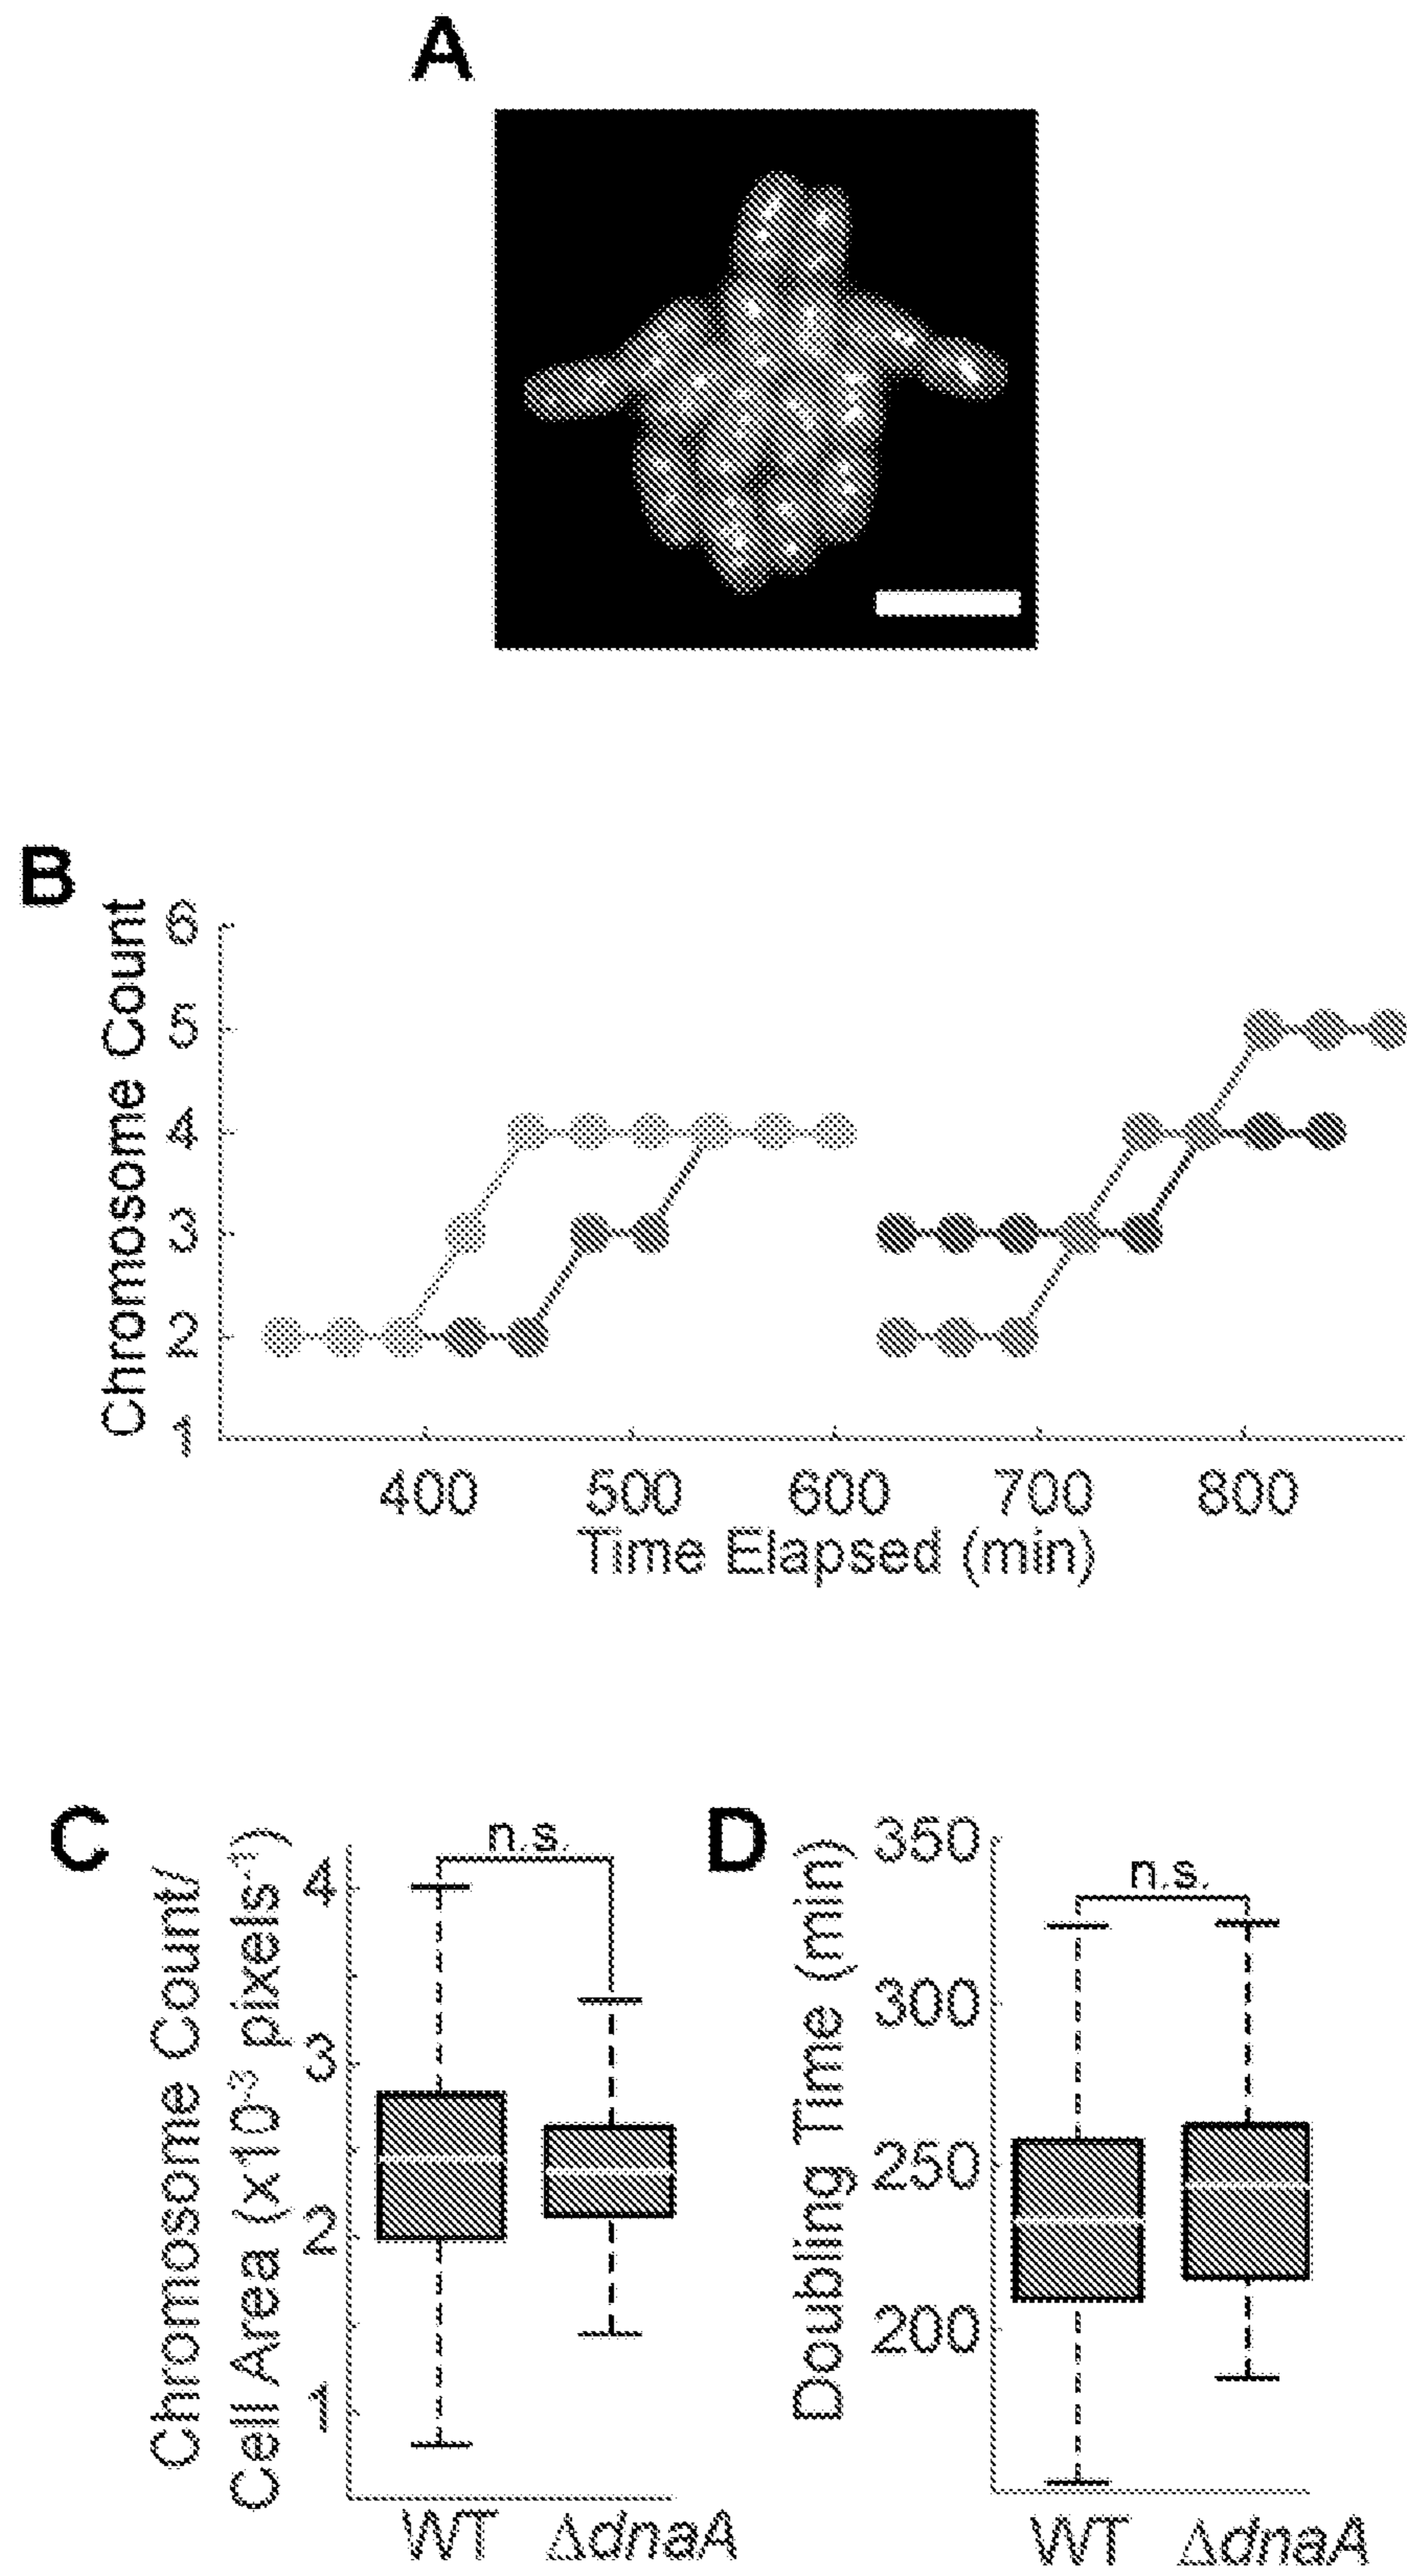 A
B
Chromosome Count
6
5
4
3
2
1
400 500 600 700 800
Time Elapsed (min)
C
Chromosome Count/
Cell Area (x10⁻³ pixels⁻¹)
n.s.
4
3
2
1
WT ΔdnaA
D
Doubling Time (min)
n.s.
350
300
250
200
WT ΔdnaA